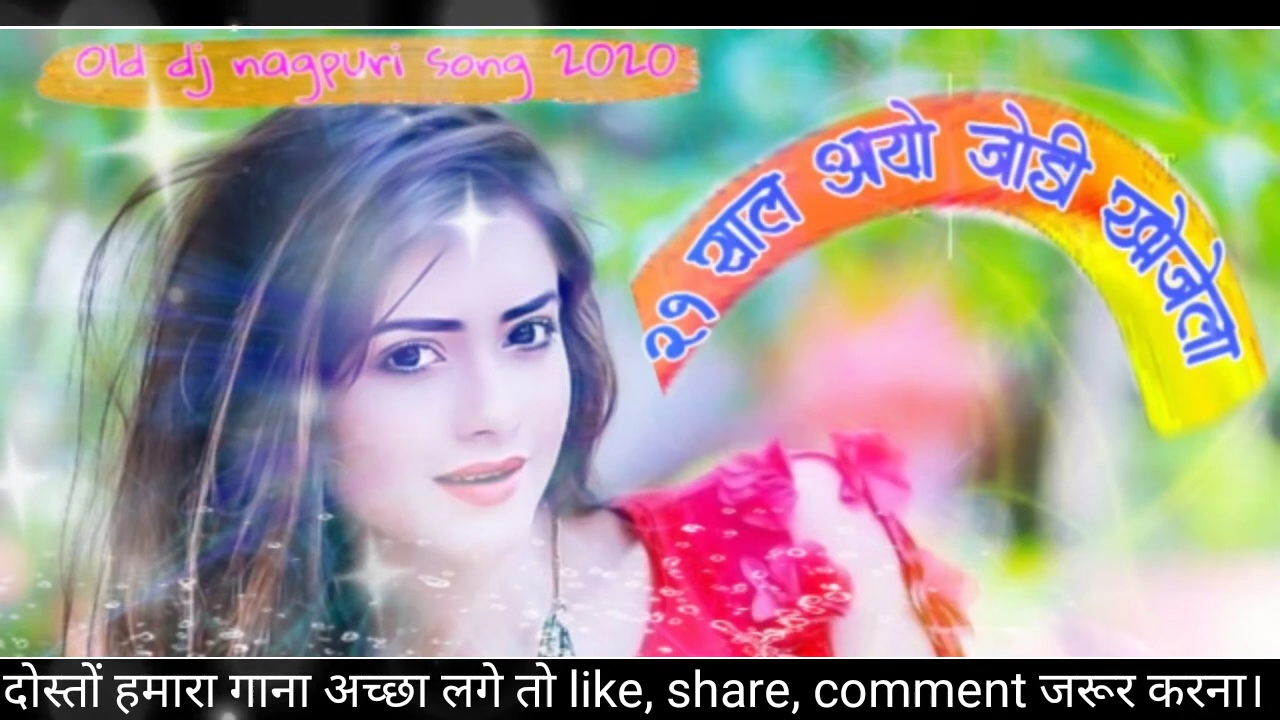 Old dj nagpuri song 2020
२१ साल अयो जोडी खोजेला
दोस्तों हमारा गाना अच्छा लगे तो like, share, comment जरूर करना।